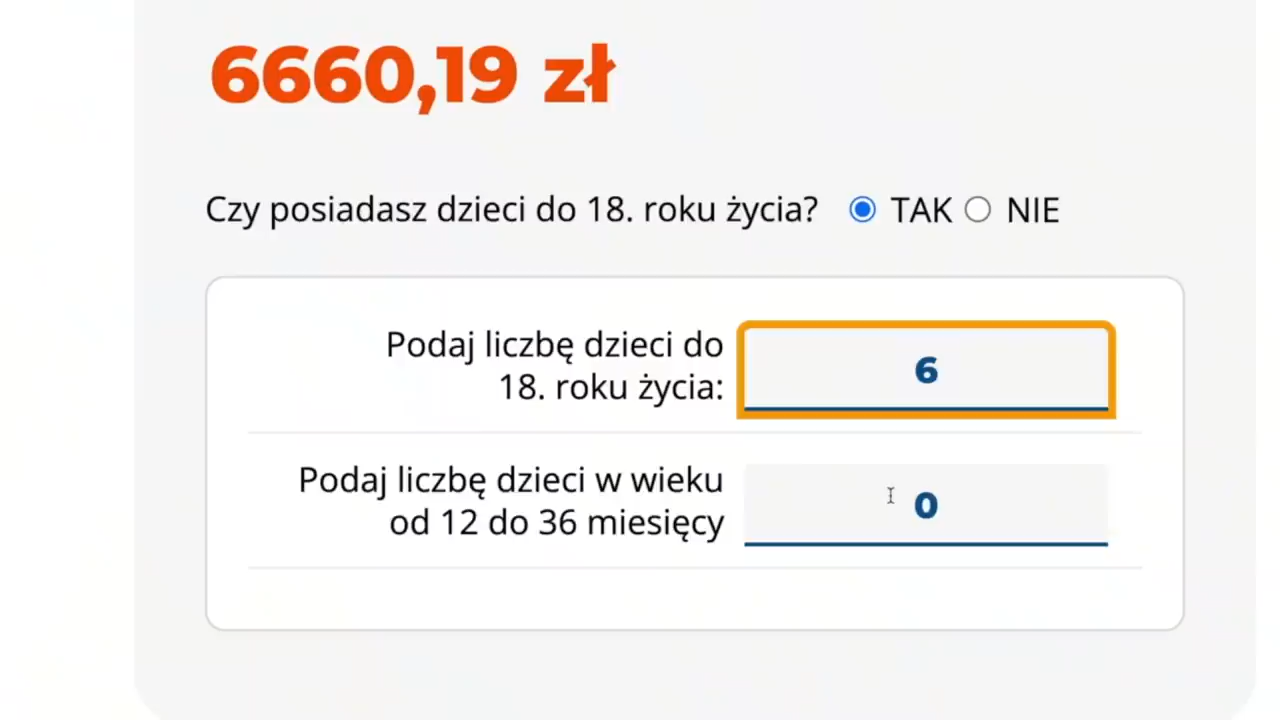 6660,19 zł
Czy posiadasz dzieci do 18. roku życia? TAK NIE
Podaj liczbę dzieci do
18. roku życia:
6
Podaj liczbę dzieci w wieku
od 12 do 36 miesięcy
0